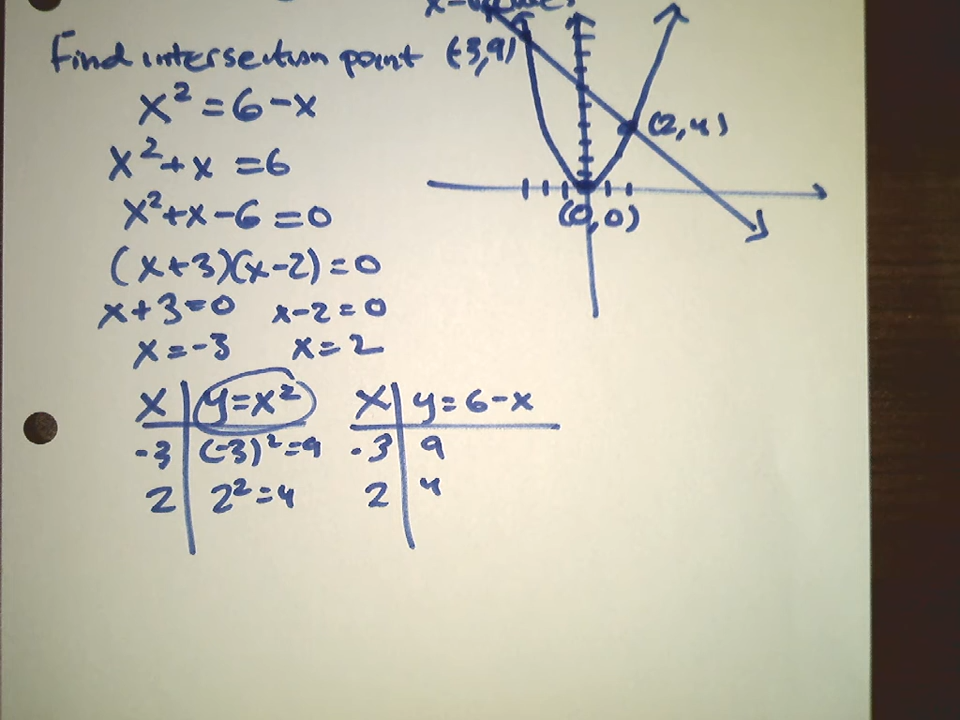 Find intersection point
x² = 6 - x
x² + x = 6
x² + x - 6 = 0
(x+3)(x-2) = 0
x+3=0 x-2=0
x=-3 x=2
x y=x² x y=6-x
-3 (-3)²=9 -3 9
2 2²=4 2 4
(-3,9)
(2,4)
(0,0)